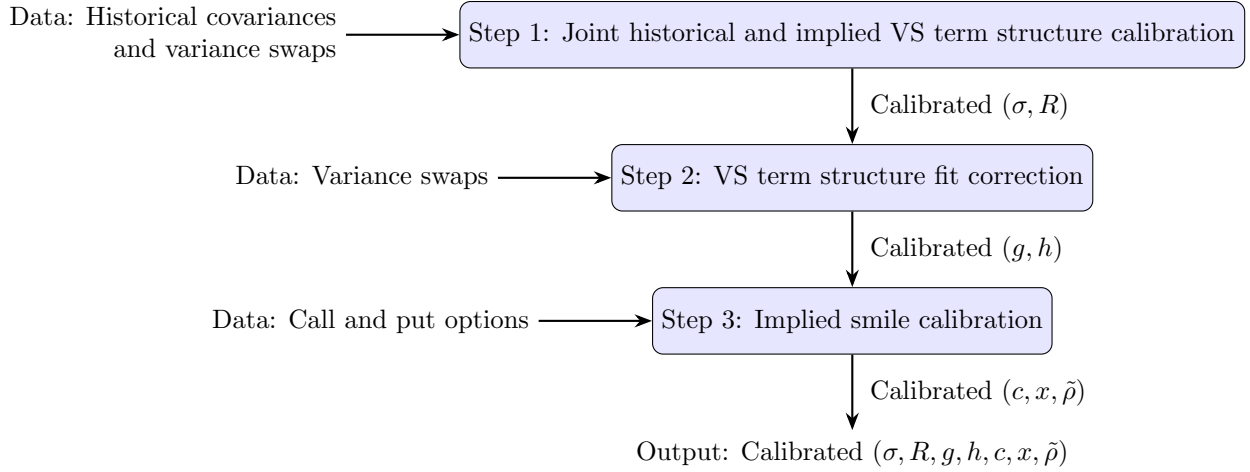 Data: Historical covariances
and variance swaps
Step 1: Joint historical and implied VS term structure calibration
Calibrated (σ, R)
Data: Variance swaps
Step 2: VS term structure fit correction
Calibrated (g, h)
Data: Call and put options
Step 3: Implied smile calibration
Calibrated (c, x, ρ̃)
Output: Calibrated (σ, R, g, h, c, x, ρ̃)